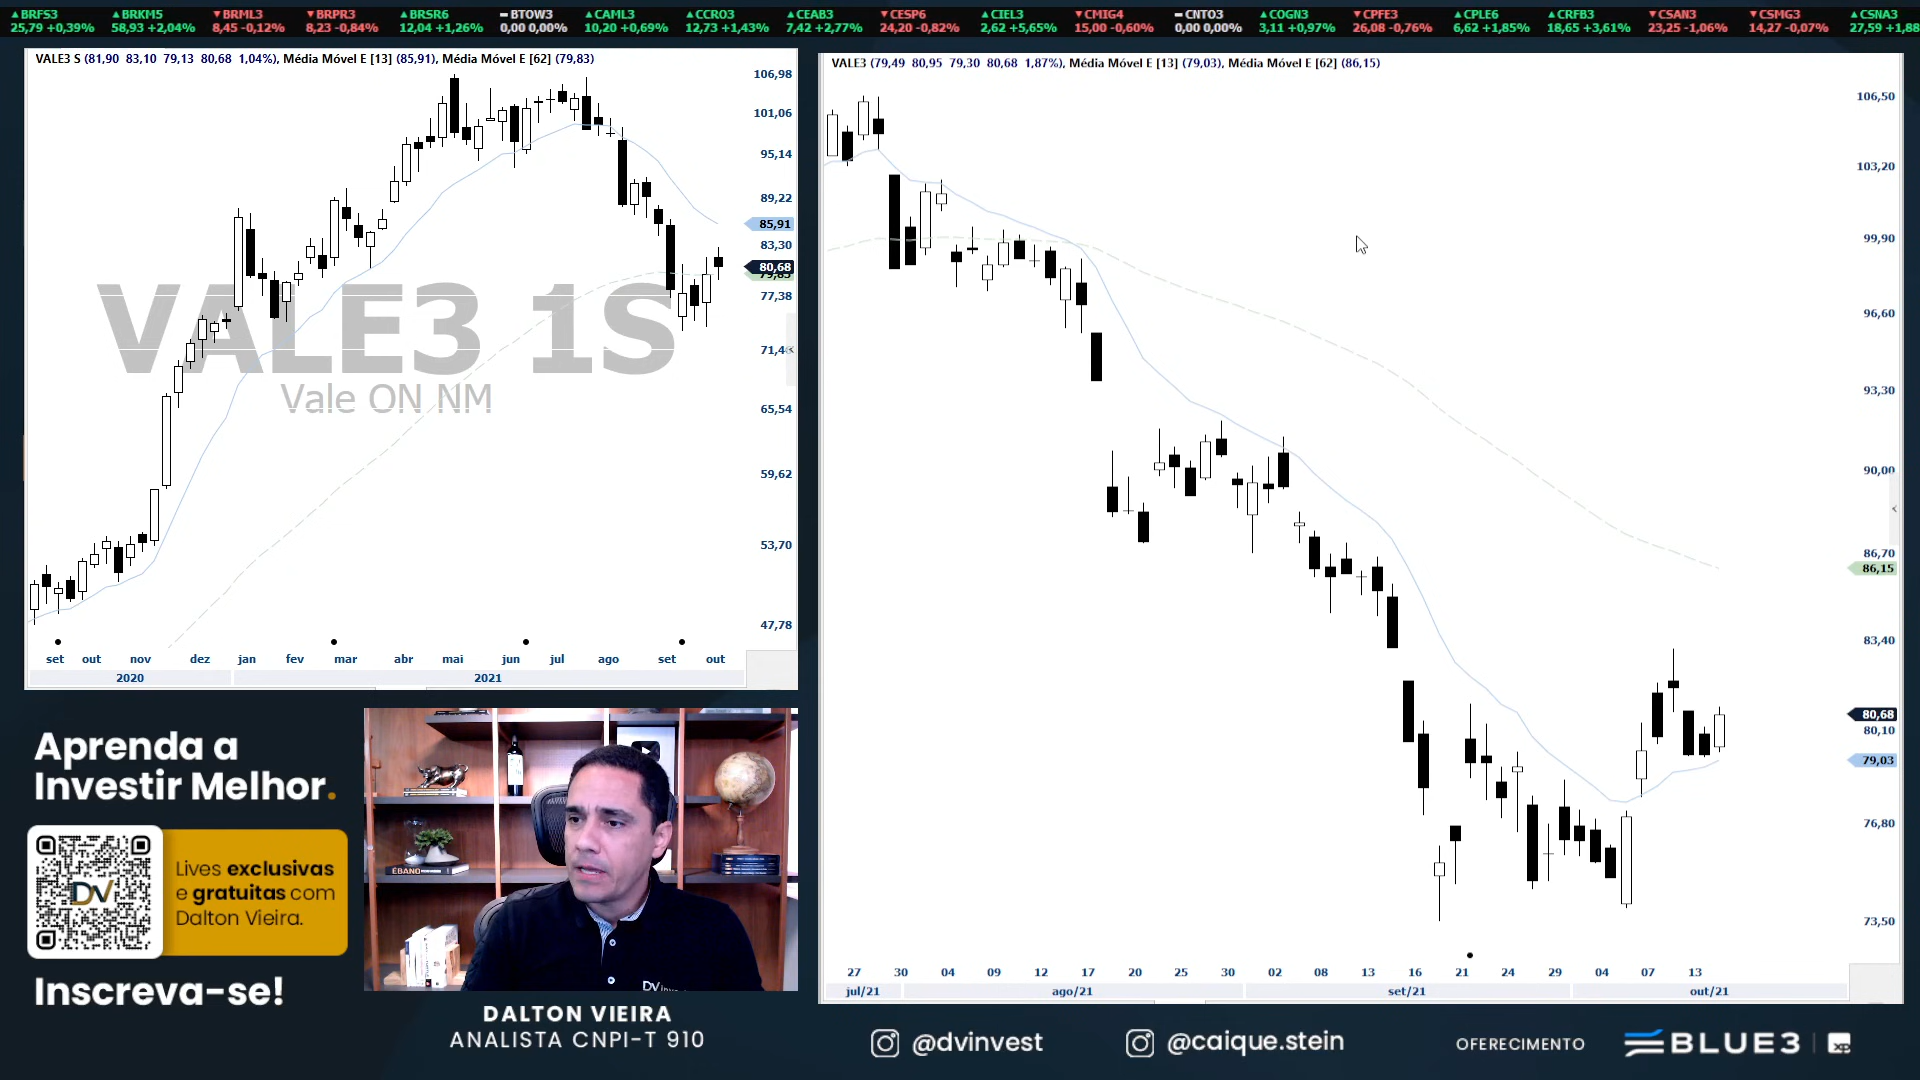 ▲BRFS3 ▲BRKM5 ▼BRML3 ▼BRPR3 ▲BRSR6 ▬BTOW3 ▲CAML3 ▲CCRO3 ▲CEAB3 ▼CESP6 ▲CIEL3 ▼CMIG4 ▬CNTO3 ▲COGN3 ▼CPFE3 ▲CPLE6 ▲CRFB3 ▼CSAN3 ▼CSMG3 ▲CSNA3
25,79 +0,39% 58,93 +2,04% 8,45 -0,12% 8,23 -0,84% 12,04 +1,26% 0,00 0,00% 10,20 +0,69% 12,73 +1,43% 7,42 +2,77% 24,20 -0,82% 2,62 +5,65% 15,00 -0,60% 0,00 0,00% 3,11 +0,97% 26,08 -0,76% 6,62 +1,85% 18,65 +3,61% 23,25 -1,06% 14,27 -0,07% 27,59 +1,88
VALE3 S (81,90 83,10 79,13 80,68 1,04%), Média Móvel E [13] (85,91), Média Móvel E [62] (79,83)
106,98
101,06
95,14
89,22
85,91
83,30
80,68
79,83
77,38
71,4
65,54
59,62
53,70
47,78
VALE3 1S
Vale ON NM
set out nov dez jan fev mar abr mai jun jul ago set out
2020 2021
VALE3 (79,49 80,95 79,30 80,68 1,87%), Média Móvel E [13] (79,03), Média Móvel E [62] (86,15)
106,50
103,20
99,90
96,60
93,30
90,00
86,70
86,15
83,40
80,68
80,10
79,03
76,80
73,50
27 30 04 09 12 17 20 25 30 02 08 13 16 21 24 29 04 07 13
jul/21 ago/21 set/21 out/21
Aprenda a
Investir Melhor.
DV
Lives exclusivas
e gratuitas com
Dalton Vieira.
Inscreva-se!
ÉBANO
DV
DALTON VIEIRA
ANALISTA CNPI-T 910
@dvinvest
@caique.stein
OFERECIMENTO
BLUE3
xp